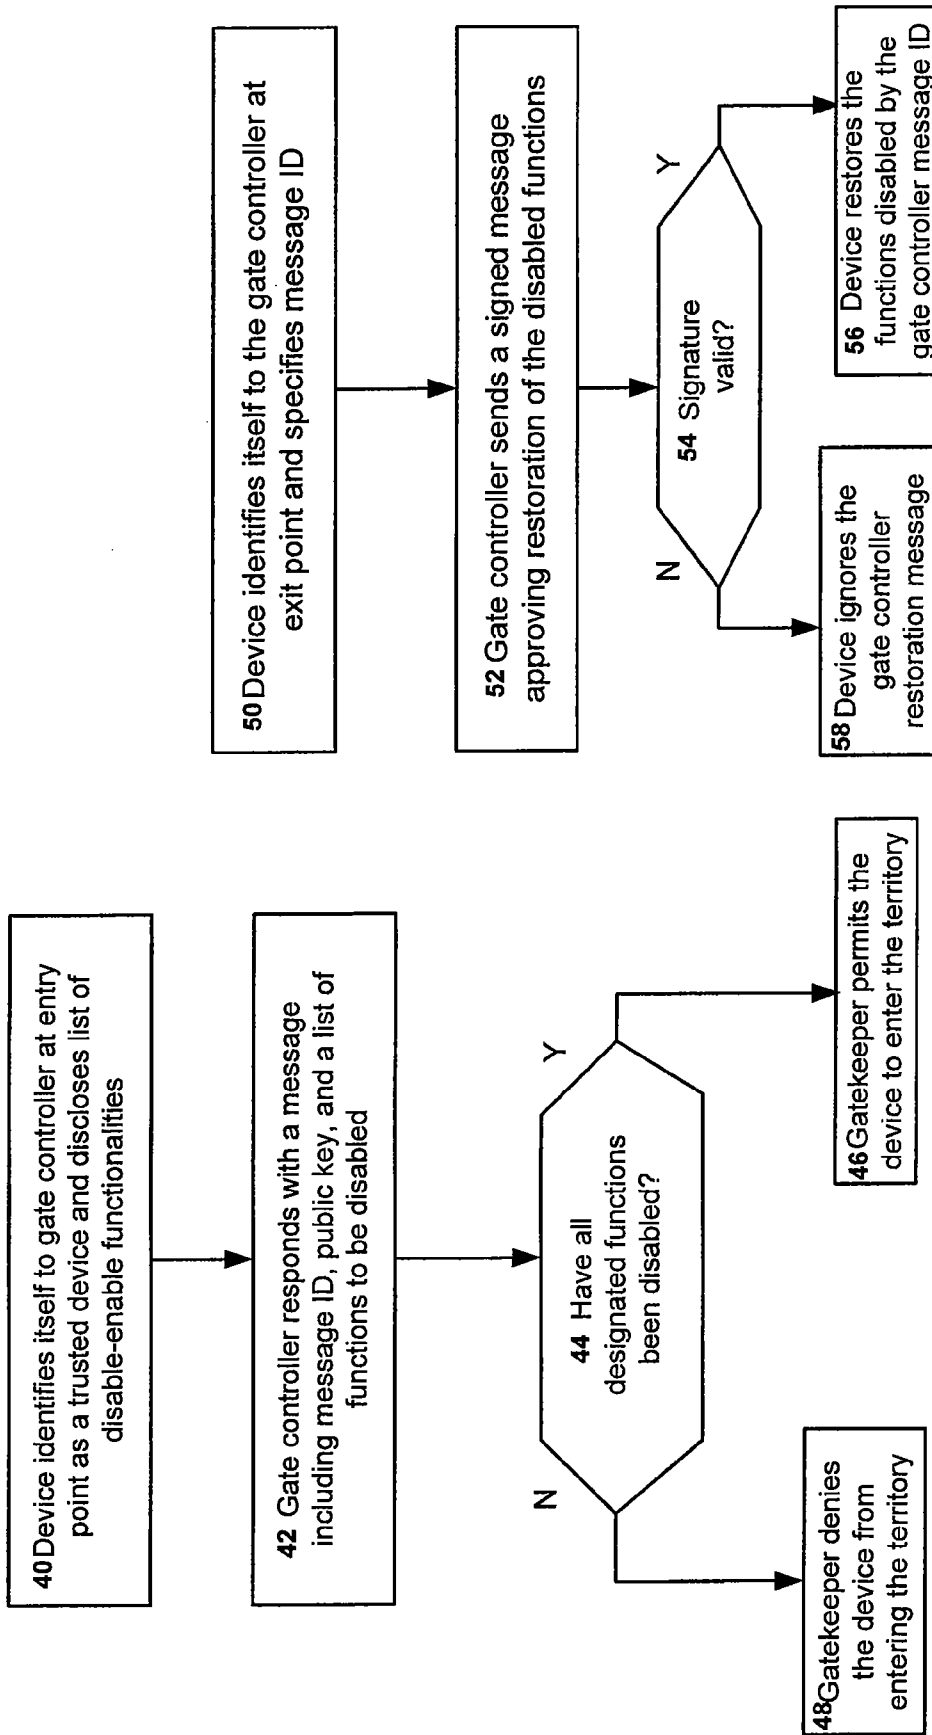 40 Device identifies itself to gate controller at entry
point as a trusted device and discloses list of
disable-enable functionalities
42 Gate controller responds with a message
including message ID, public key, and a list of
functions to be disabled
44 Have all
designated functions
been disabled?
N
Y
48 Gatekeeper denies
the device from
entering the territory
46 Gatekeeper permits the
device to enter the territory
50 Device identifies itself to the gate controller at
exit point and specifies message ID
52 Gate controller sends a signed message
approving restoration of the disabled functions
54 Signature
valid?
N
Y
58 Device ignores the
gate controller
restoration message
56 Device restores the
functions disabled by the
gate controller message ID